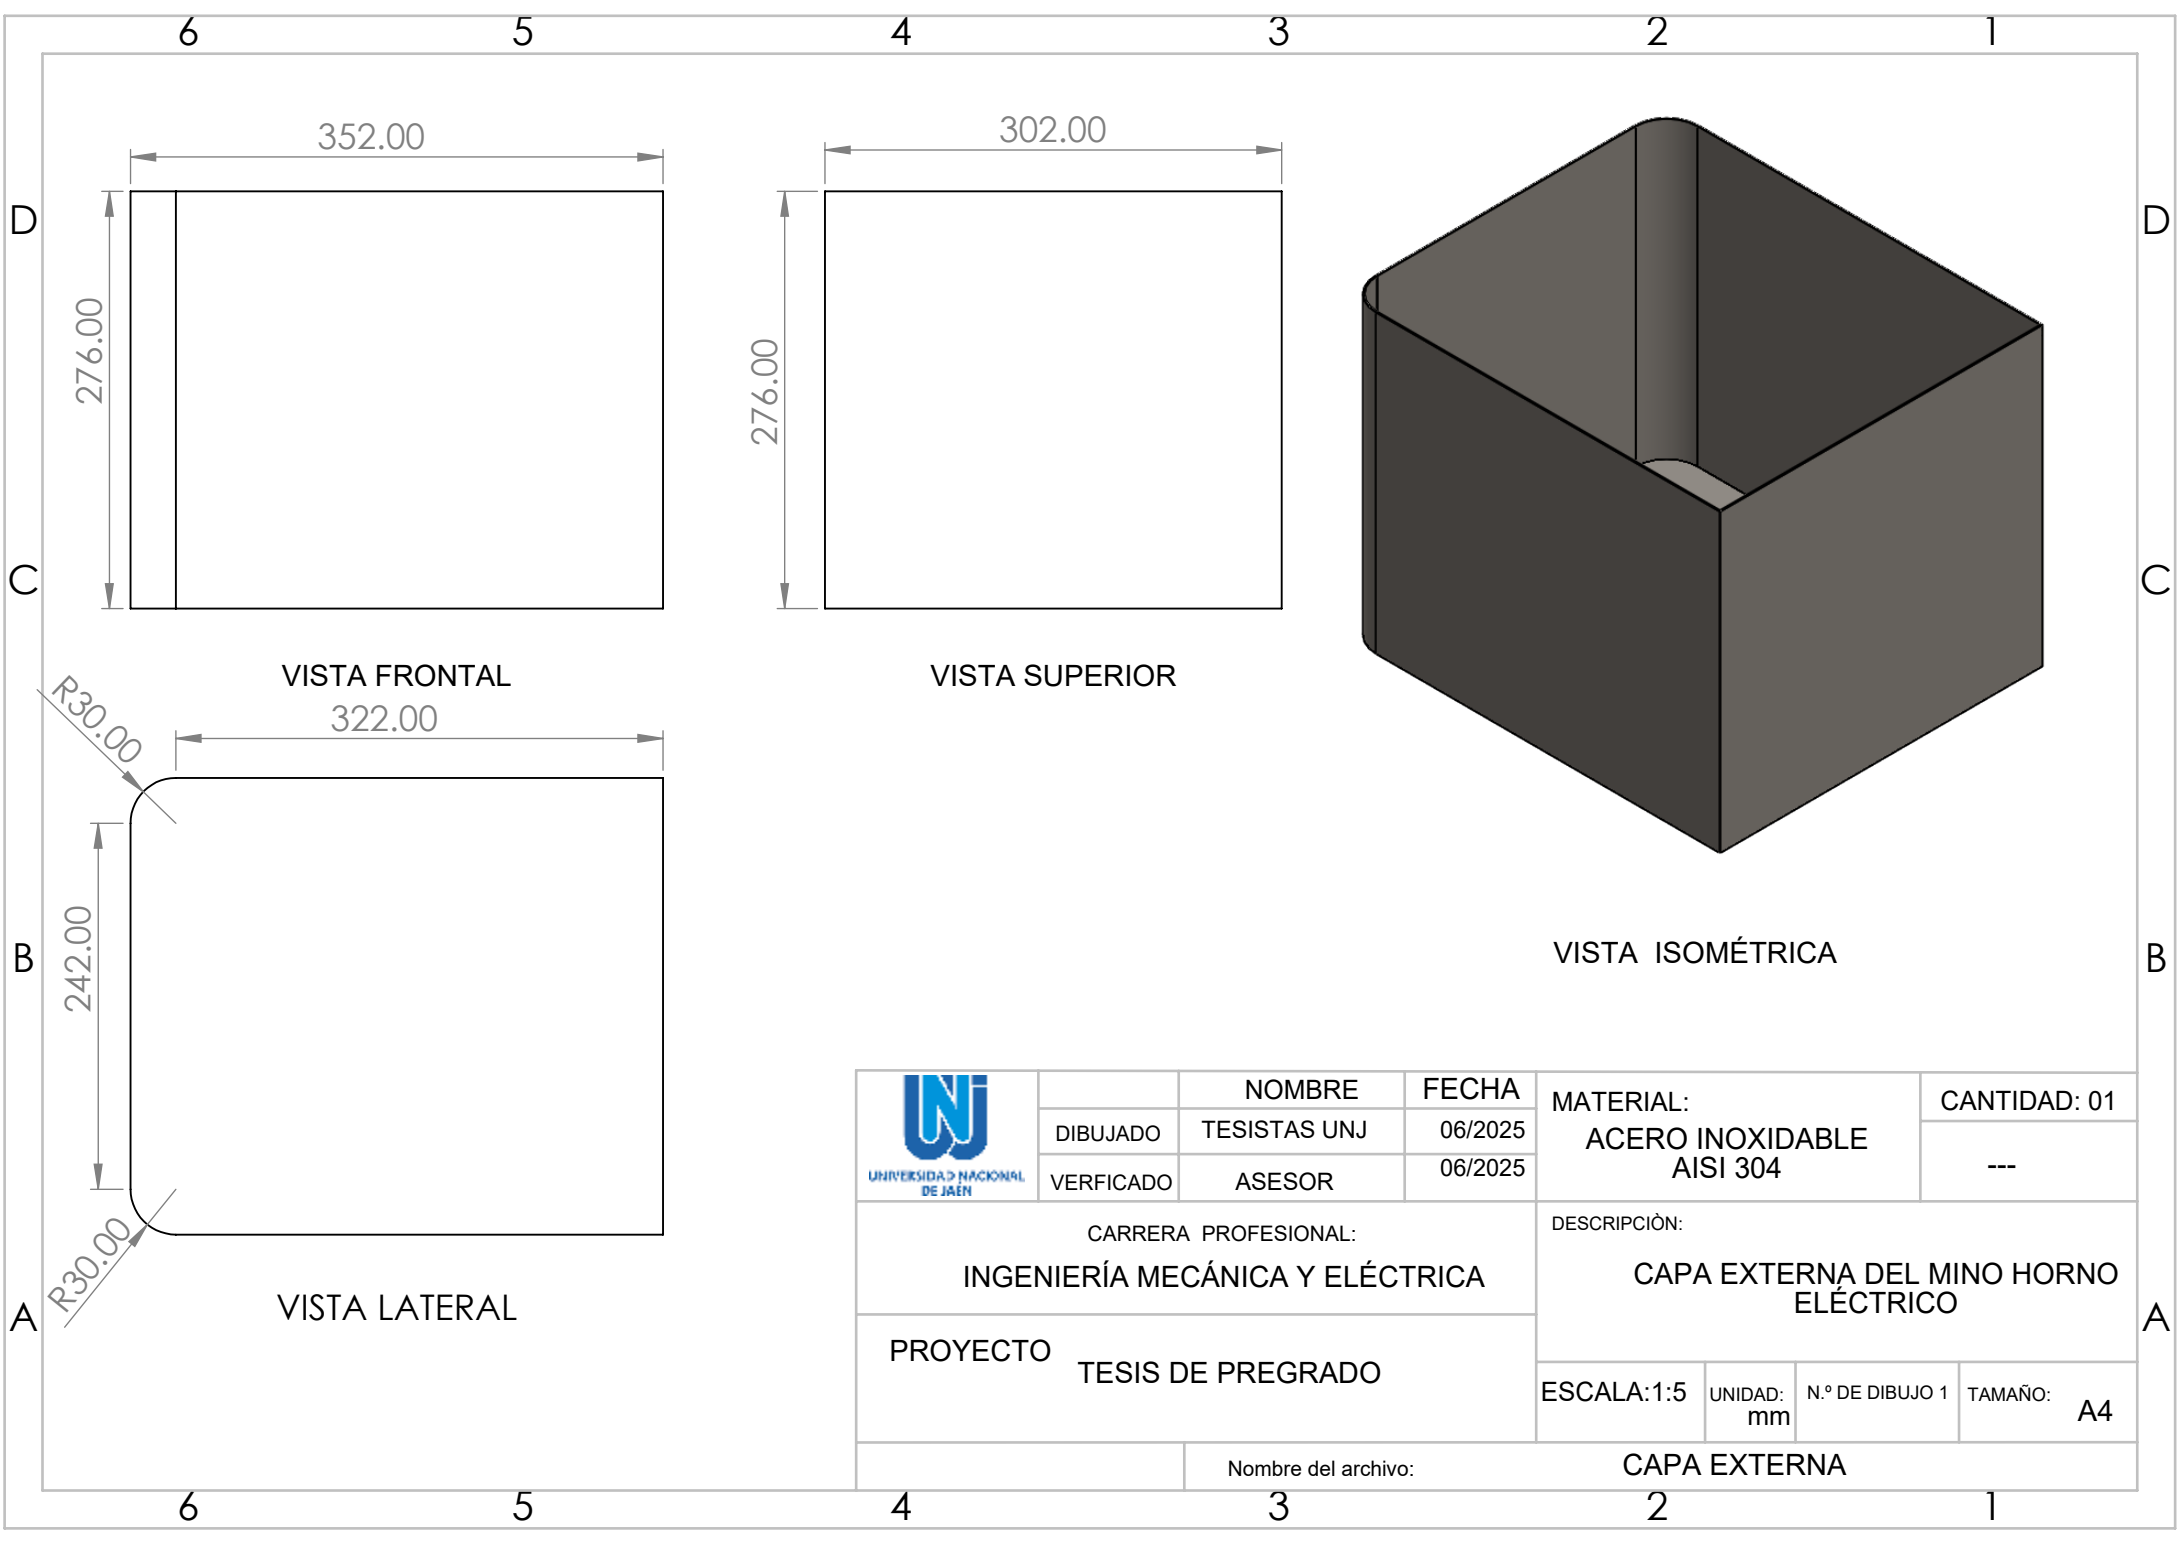 6 5 4 3 2 1
D D
C C
B B
A A
352.00
276.00
VISTA FRONTAL
302.00
276.00
VISTA SUPERIOR
R30.00
322.00
242.00
R30.00
VISTA LATERAL
VISTA ISOMÉTRICA
UNJ
UNIVERSIDAD NACIONAL
DE JAÉN
NOMBRE FECHA
DIBUJADO TESISTAS UNJ 06/2025
VERFICADO ASESOR 06/2025
MATERIAL:
ACERO INOXIDABLE
AISI 304
CANTIDAD: 01
---
CARRERA PROFESIONAL:
INGENIERÍA MECÁNICA Y ELÉCTRICA
DESCRIPCIÒN:
CAPA EXTERNA DEL MINO HORNO
ELÉCTRICO
PROYECTO
TESIS DE PREGRADO
ESCALA:1:5
UNIDAD:
mm
N.º DE DIBUJO 1
TAMAÑO:
A4
Nombre del archivo: CAPA EXTERNA
6 5 4 3 2 1